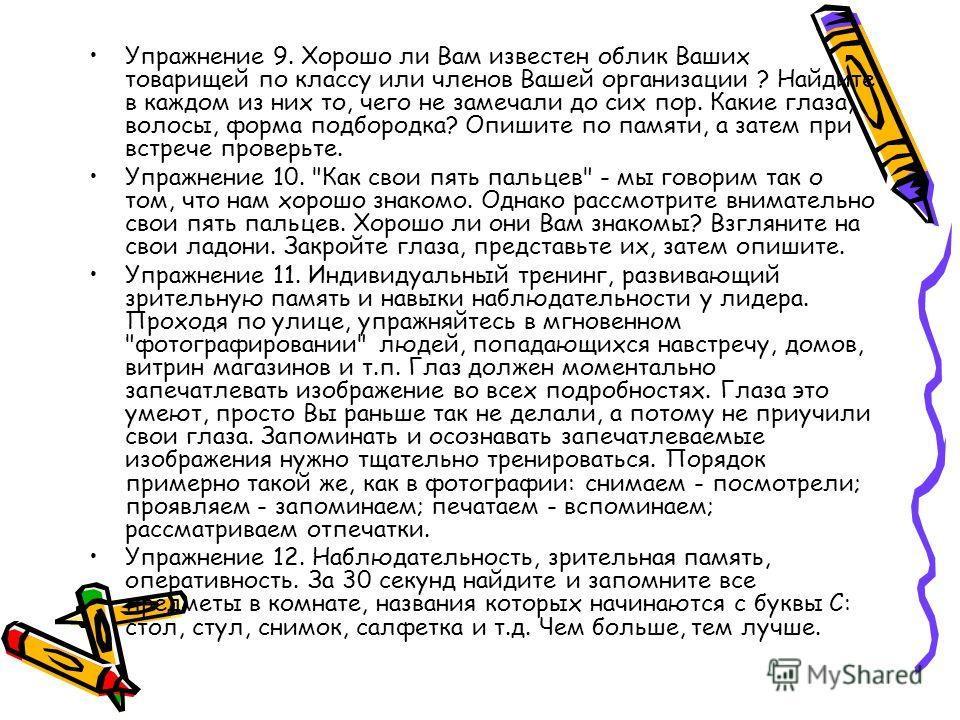 • Упражнение 9. Хорошо ли Вам известен облик Ваших
товарищей по классу или членов Вашей организации ? Найдите
в каждом из них то, чего не замечали до сих пор. Какие глаза,
волосы, форма подбородка? Опишите по памяти, а затем при
встрече проверьте.
• Упражнение 10. "Как свои пять пальцев" - мы говорим так о
том, что нам хорошо знакомо. Однако рассмотрите внимательно
свои пять пальцев. Хорошо ли они Вам знакомы? Взгляните на
свои ладони. Закройте глаза, представьте их, затем опишите.
• Упражнение 11. Индивидуальный тренинг, развивающий
зрительную память и навыки наблюдательности у лидера.
Проходя по улице, упражняйтесь в мгновенном
"фотографировании" людей, попадающихся навстречу, домов,
витрин магазинов и т.п. Глаз должен моментально
запечатлевать изображение во всех подробностях. Глаза это
умеют, просто Вы раньше так не делали, а потому не приучили
свои глаза. Запоминать и осознавать запечатлеваемые
изображения нужно тщательно тренироваться. Порядок
примерно такой же, как в фотографии: снимаем - посмотрели;
проявляем - запоминаем; печатаем - вспоминаем;
рассматриваем отпечатки.
• Упражнение 12. Наблюдательность, зрительная память,
оперативность. За 30 секунд найдите и запомните все
предметы в комнате, названия которых начинаются с буквы С:
стол, стул, снимок, салфетка и т.д. Чем больше, тем лучше.
MyShared